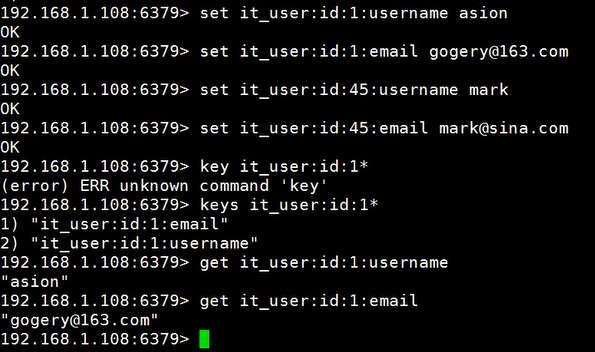 192.168.1.108:6379> set it_user:id:1:username asion
OK
192.168.1.108:6379> set it_user:id:1:email gogery@163.com
OK
192.168.1.108:6379> set it_user:id:45:username mark
OK
192.168.1.108:6379> set it_user:id:45:email mark@sina.com
OK
192.168.1.108:6379> key it_user:id:1*
(error) ERR unknown command 'key'
192.168.1.108:6379> keys it_user:id:1*
1) "it_user:id:1:email"
2) "it_user:id:1:username"
192.168.1.108:6379> get it_user:id:1:username
"asion"
192.168.1.108:6379> get it_user:id:1:email
"gogery@163.com"
192.168.1.108:6379>